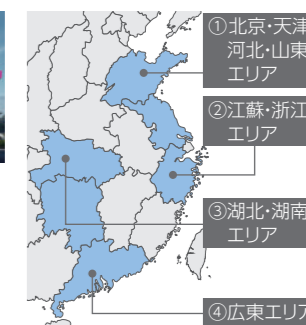 ①北京・天津
河北・山東
エリア
②江蘇・浙江
エリア
③湖北・湖南
エリア
④広東エリア